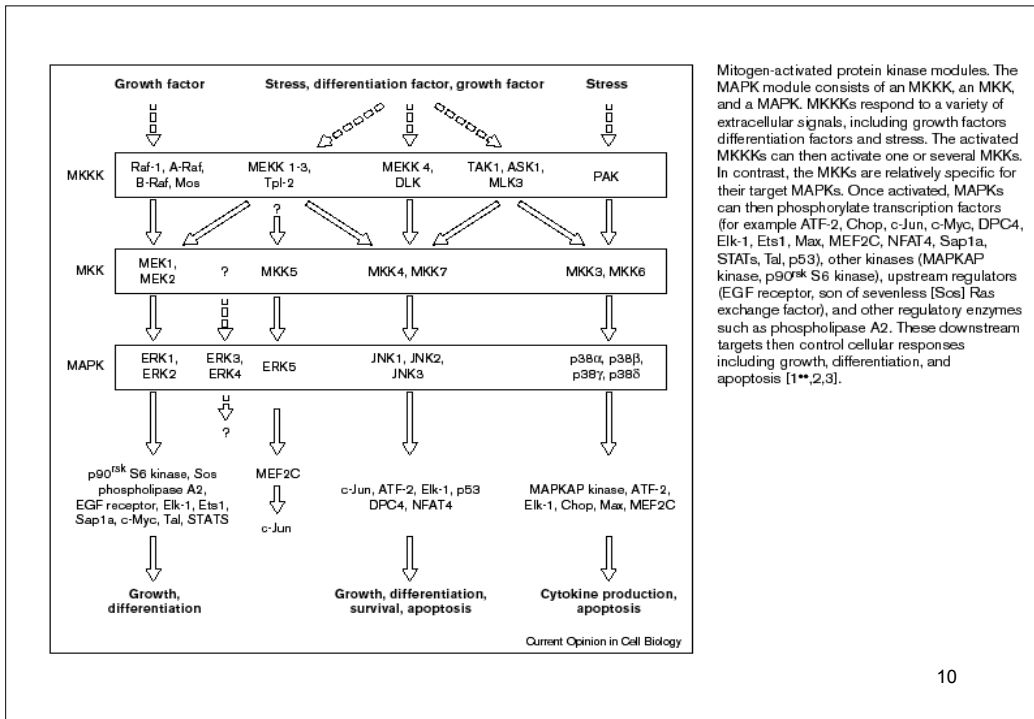 Growth factor
Stress, differentiation factor, growth factor
Stress
MKKK
Raf-1, A-Raf,
B-Raf, Mos
MEKK 1-3,
Tpl-2
MEKK 4,
DLK
TAK1, ASK1,
MLK3
PAK
?
MKK
MEK1,
MEK2
?
MKK5
MKK4, MKK7
MKK3, MKK6
MAPK
ERK1,
ERK2
ERK3,
ERK4
ERK5
JNK1, JNK2,
JNK3
p38α, p38β,
p38γ, p38δ
?
p90rsk S6 kinase, Sos
phospholipase A2,
EGF receptor, Elk-1, Ets1,
Sap1a, c-Myc, Tal, STATS
MEF2C
c-Jun
c-Jun, ATF-2, Elk-1, p53
DPC4, NFAT4
MAPKAP kinase, ATF-2,
Elk-1, Chop, Max, MEF2C
Growth,
differentiation
Growth, differentiation,
survival, apoptosis
Cytokine production,
apoptosis
Current Opinion in Cell Biology
Mitogen-activated protein kinase modules. The
MAPK module consists of an MKKK, an MKK,
and a MAPK. MKKKs respond to a variety of
extracellular signals, including growth factors
differentiation factors and stress. The activated
MKKKs can then activate one or several MKKs.
In contrast, the MKKs are relatively specific for
their target MAPKs. Once activated, MAPKs
can then phosphorylate transcription factors
(for example ATF-2, Chop, c-Jun, c-Myc, DPC4,
Elk-1, Ets1, Max, MEF2C, NFAT4, Sap1a,
STATs, Tal, p53), other kinases (MAPKAP
kinase, p90rsk S6 kinase), upstream regulators
(EGF receptor, son of sevenless [Sos] Ras
exchange factor), and other regulatory enzymes
such as phospholipase A2. These downstream
targets then control cellular responses
including growth, differentiation, and
apoptosis [1••,2,3].
10